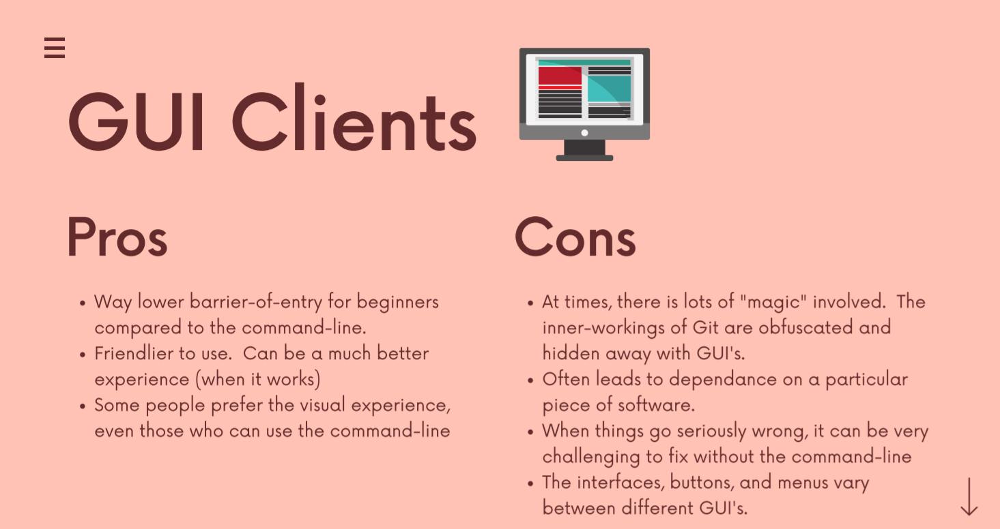 GUI Clients
Pros
• Way lower barrier-of-entry for beginners
compared to the command-line.
• Friendlier to use.  Can be a much better
experience (when it works)
• Some people prefer the visual experience,
even those who can use the command-line
Cons
• At times, there is lots of "magic" involved.  The
inner-workings of Git are obfuscated and
hidden away with GUI's.
• Often leads to dependance on a particular
piece of software.
• When things go seriously wrong, it can be very
challenging to fix without the command-line
• The interfaces, buttons, and menus vary
between different GUI's.